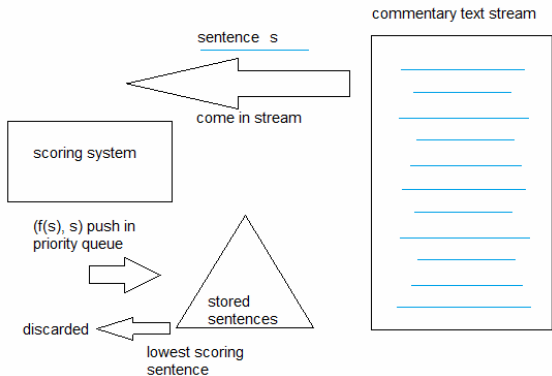 commentary text stream
sentence s
come in stream
scoring system
(f(s), s) push in
priority queue
stored
sentences
discarded
lowest scoring
sentence